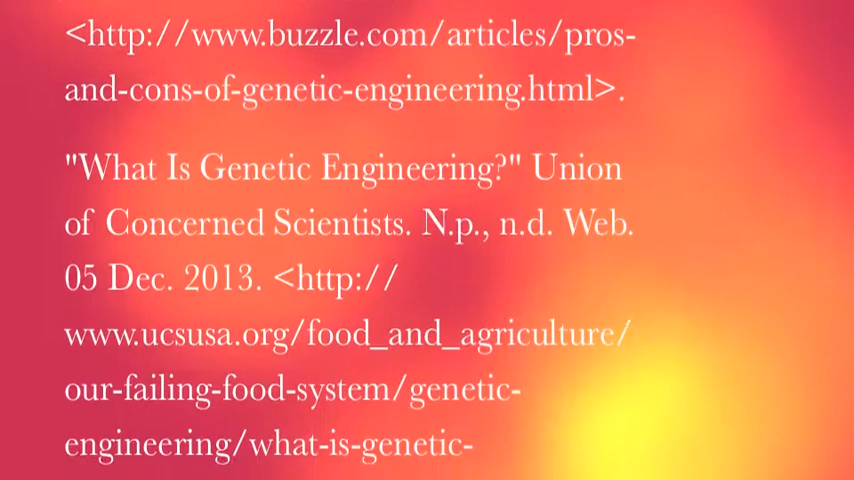 <http://www.buzzle.com/articles/pros-
and-cons-of-genetic-engineering.html>.
"What Is Genetic Engineering?" Union
of Concerned Scientists. N.p., n.d. Web.
05 Dec. 2013. <http://
www.ucsusa.org/food_and_agriculture/
our-failing-food-system/genetic-
engineering/what-is-genetic-